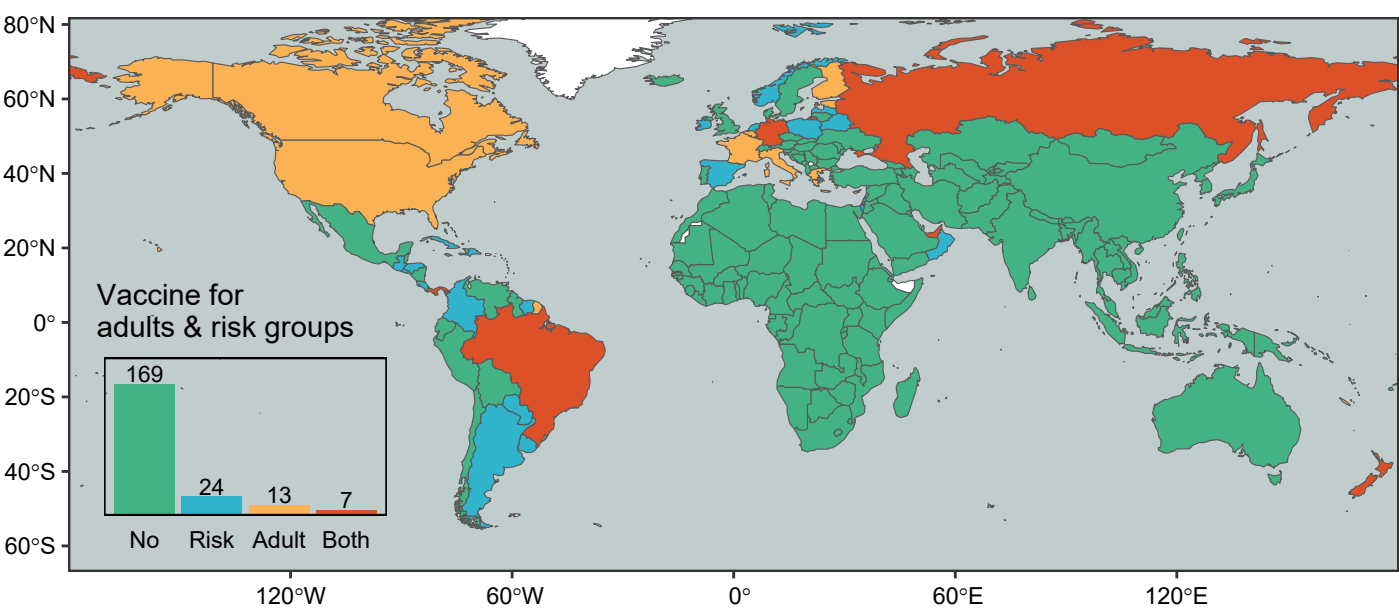 80°N
60°N
40°N
20°N
0°
20°S
40°S
60°S
Vaccine for
adults & risk groups
169
24
13
7
No Risk Adult Both
120°W 60°W 0° 60°E 120°E